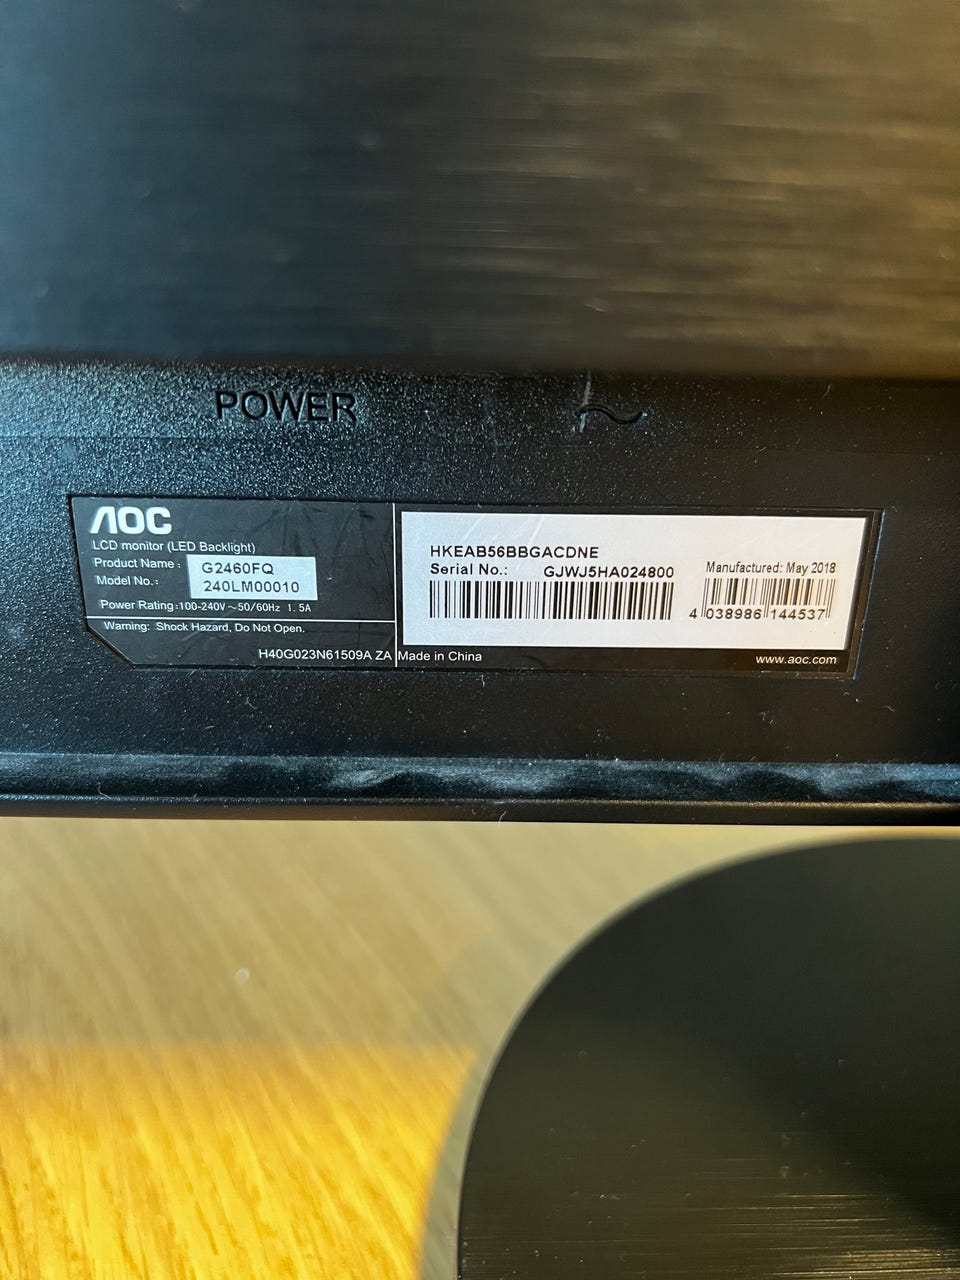 POWER
AOC
LCD monitor (LED Backlight)
Product Name : G2460FQ
Model No.: 240LM00010
Power Rating :100-240V ~50/60Hz 1.5A
Warning: Shock Hazard, Do Not Open.
H40G023N61509A ZA
HKEAB56BBGACDNE
Serial No.: GJWJ5HA024800
Manufactured: May 2018
4 038986 144537
Made in China
www.aoc.com